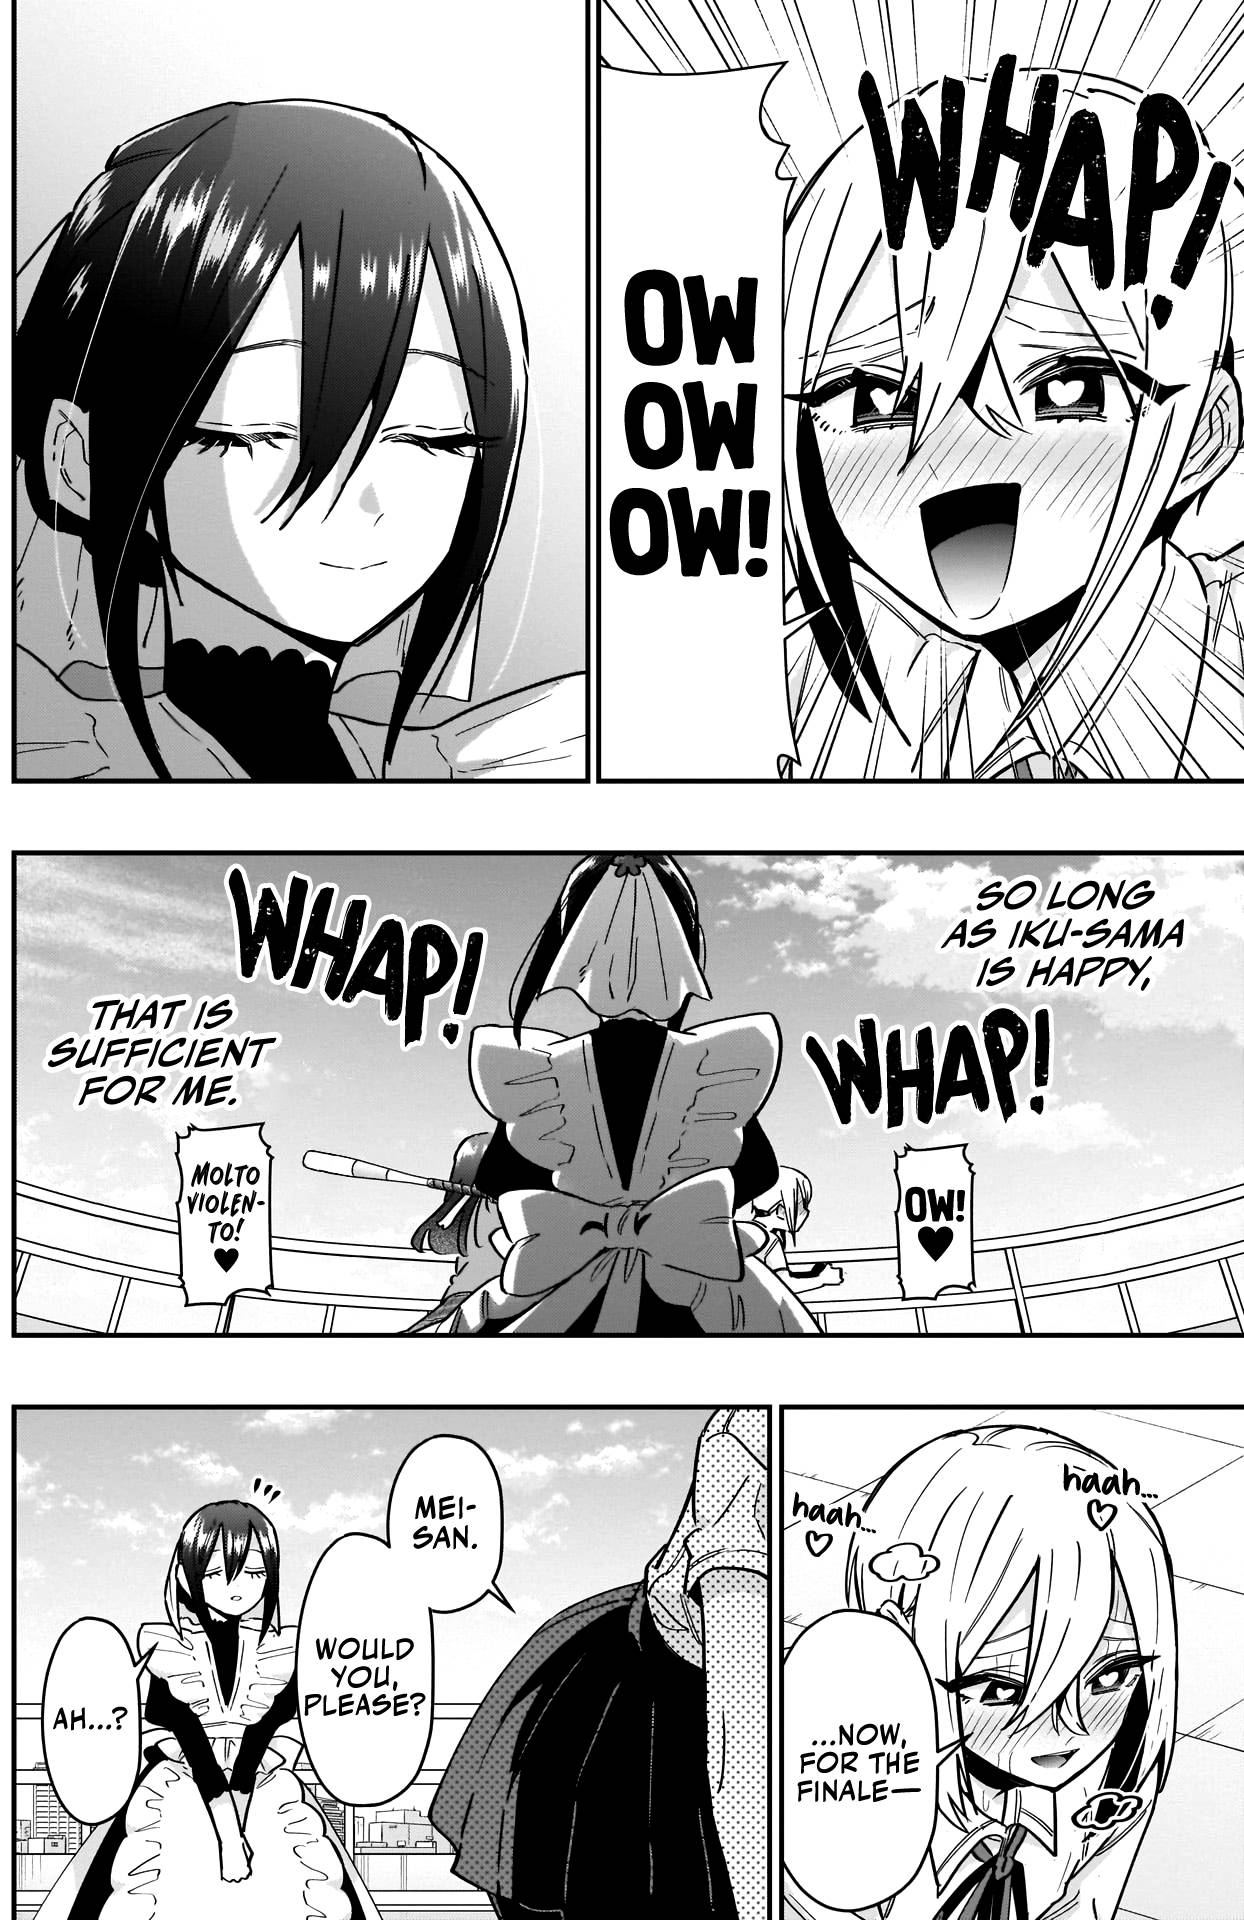 WHAP!
OW
OW
OW!
SO LONG
AS IKU-SAMA
IS HAPPY,
WHAP!
WHAP!
THAT IS
SUFFICIENT
FOR ME.
OW!
♥
MOLTO
VIOLEN-
TO!
♥
haah...
♡
haah...
♡
...NOW,
FOR THE
FINALE—
MEI-
SAN.
WOULD
YOU,
PLEASE?
AH...?